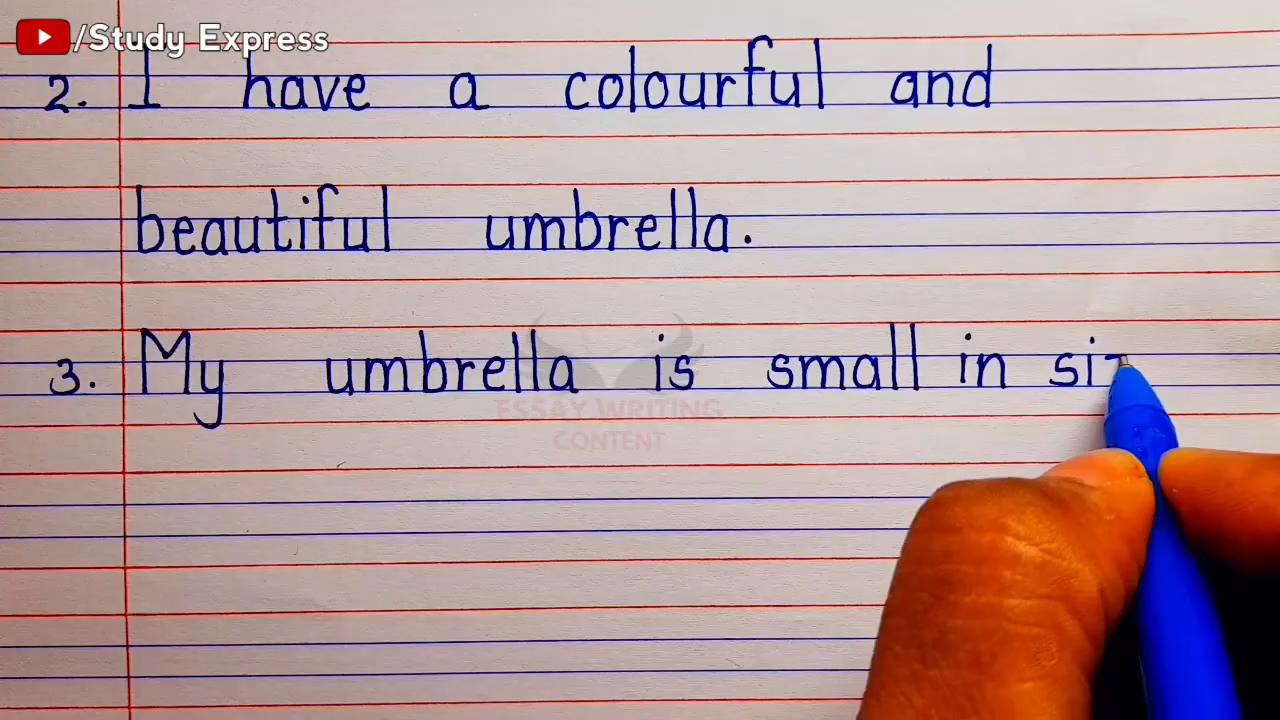 /Study Express
2. I have a colourful and
beautiful umbrella.
3. My umbrella is small in si
ESSAY WRITING
CONTENT